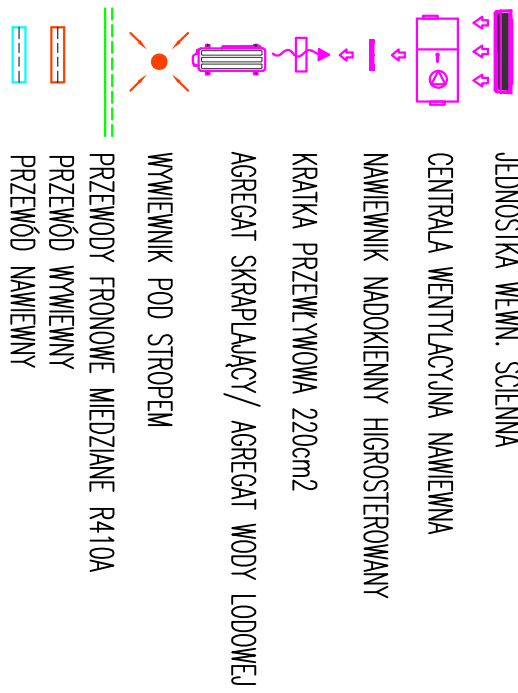 JEDNOSTKA WEWN. ŚCIENNA
CENTRALA WENTYLACYJNA NAWIEWNA
NAWIEWNIK NADOKIENNY HIGROSTEROWANY
KRATKA PRZEWŁYWOWA 220cm2
AGREGAT SKRAPLAJĄCY/ AGREGAT WODY LODOWEJ
WYWIEWNIK POD STROPEM
PRZEWODY FRONOWE MIEDZIANE R410A
PRZEWÓD WYWIEWNY
PRZEWÓD NAWIEWNY